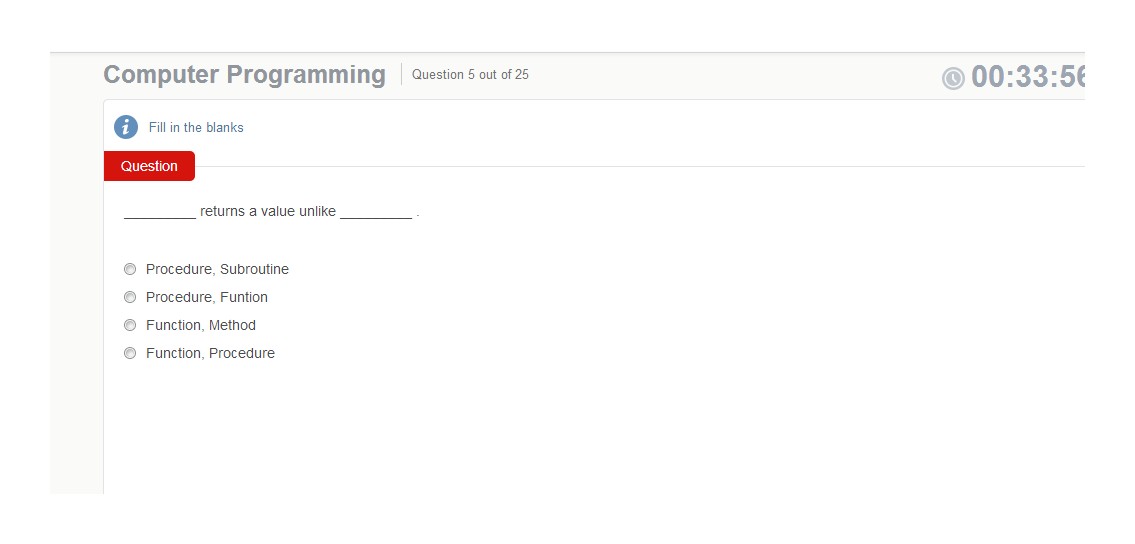 Computer Programming
Question 5 out of 25
00:33:56
Fill in the blanks
Question
_________ returns a value unlike _________ .
Procedure, Subroutine
Procedure, Funtion
Function, Method
Function, Procedure